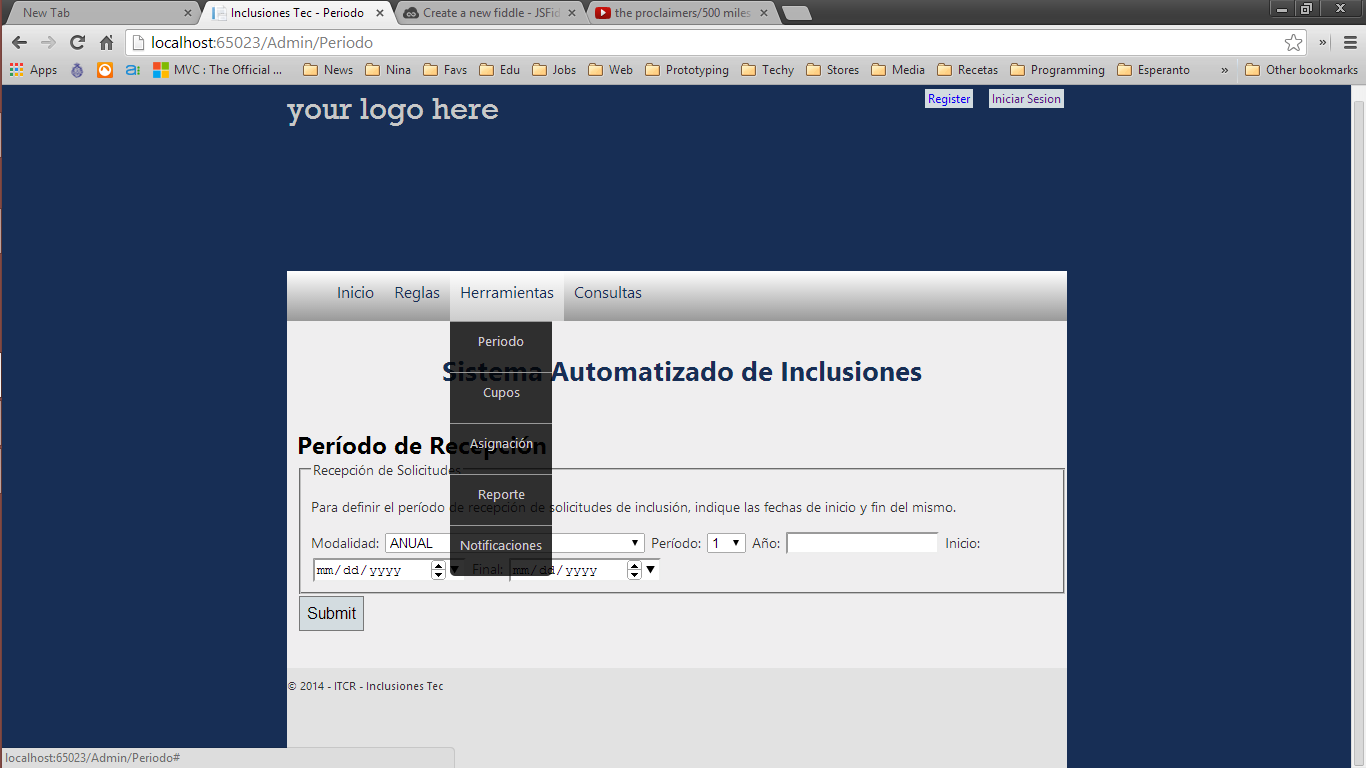 New Tab
Inclusiones Tec - Periodo
Create a new fiddle - JSFid
the proclaimers/500 miles
localhost:65023/Admin/Periodo
Apps
MVC : The Official ...
News
Nina
Favs
Edu
Jobs
Web
Prototyping
Techy
Stores
Media
Recetas
Programming
Esperanto
»
Other bookmarks
your logo here
Register
Iniciar Sesion
Inicio
Reglas
Herramientas
Consultas
Periodo
Cupos
Asignación
Reporte
Notificaciones
Sistema Automatizado de Inclusiones
Período de Recepción
Recepción de Solicitudes
Para definir el período de recepción de solicitudes de inclusión, indique las fechas de inicio y fin del mismo.
Modalidad: ANUAL Período: 1 Año: Inicio:
mm/dd/yyyy Final: mm/dd/yyyy
Submit
© 2014 - ITCR - Inclusiones Tec
localhost:65023/Admin/Periodo#